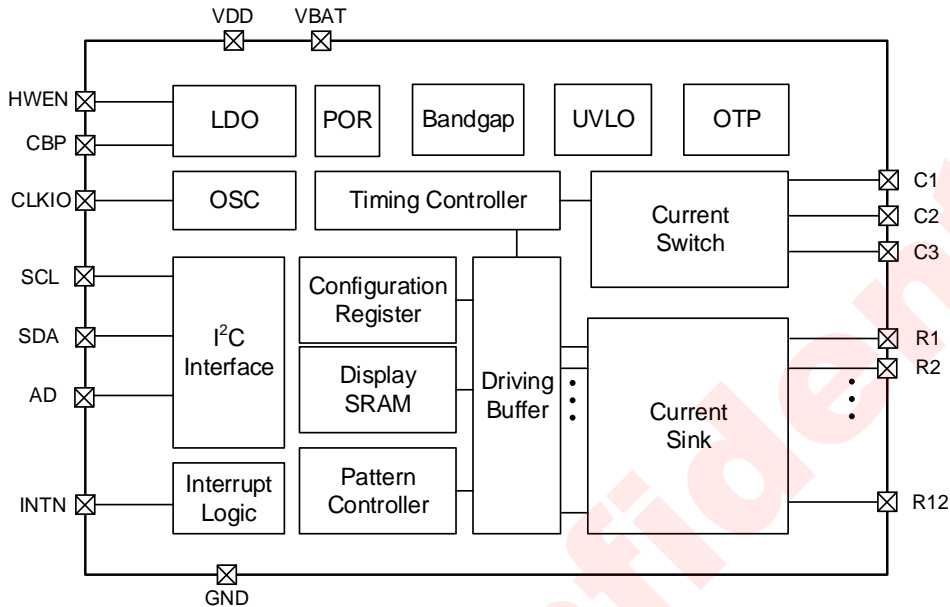 VDD VBAT
HWEN
LDO
POR
Bandgap
UVLO
OTP
CBP
CLKIO
OSC
Timing Controller
Current
Switch
C1
C2
C3
SCL
SDA
AD
I²C
Interface
Configuration
Register
Display
SRAM
Driving
Buffer
Current
Sink
R1
R2
R12
INTN
Interrupt
Logic
Pattern
Controller
GND